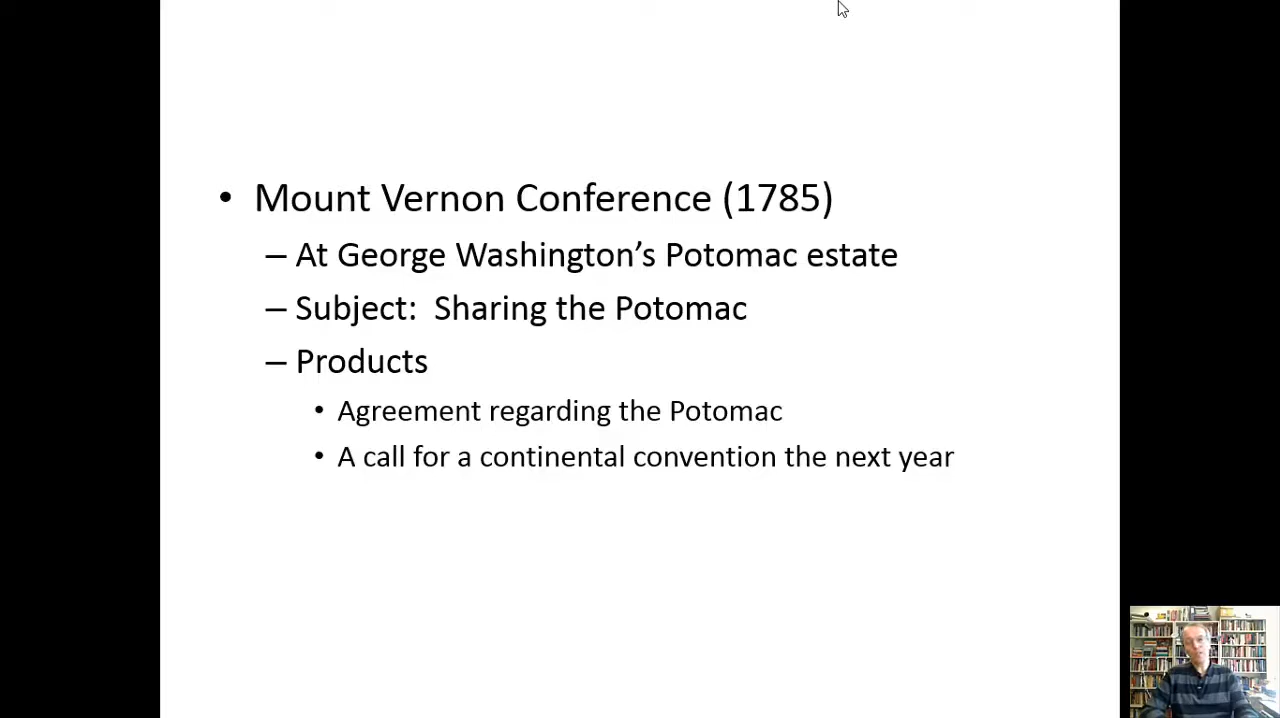 • Mount Vernon Conference (1785)
– At George Washington’s Potomac estate
– Subject:  Sharing the Potomac
– Products
• Agreement regarding the Potomac
• A call for a continental convention the next year